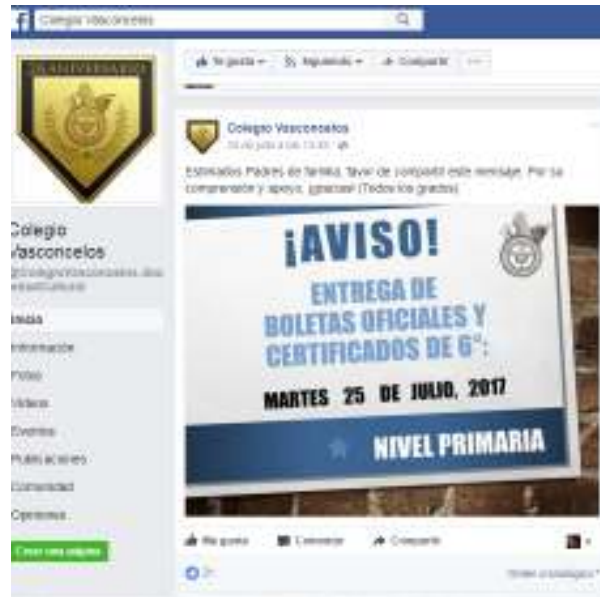 Colegio Vasconcelos
Te gusta
Siguiendo
Compartir
Colegio Vasconcelos
Estimados Padres de familia, favor de compartir este mensaje. Por su
comprensión y apoyo, ¡gracias! (Todos los grados)
¡AVISO!
ENTREGA DE
BOLETAS OFICIALES Y
CERTIFICADOS DE 6°:
MARTES 25 DE JULIO, 2017
NIVEL PRIMARIA
Colegio
Vasconcelos
Inicio
Información
Fotos
Videos
Eventos
Publicaciones
Comunidad
Opiniones
Crear una página
Me gusta
Comentar
Compartir